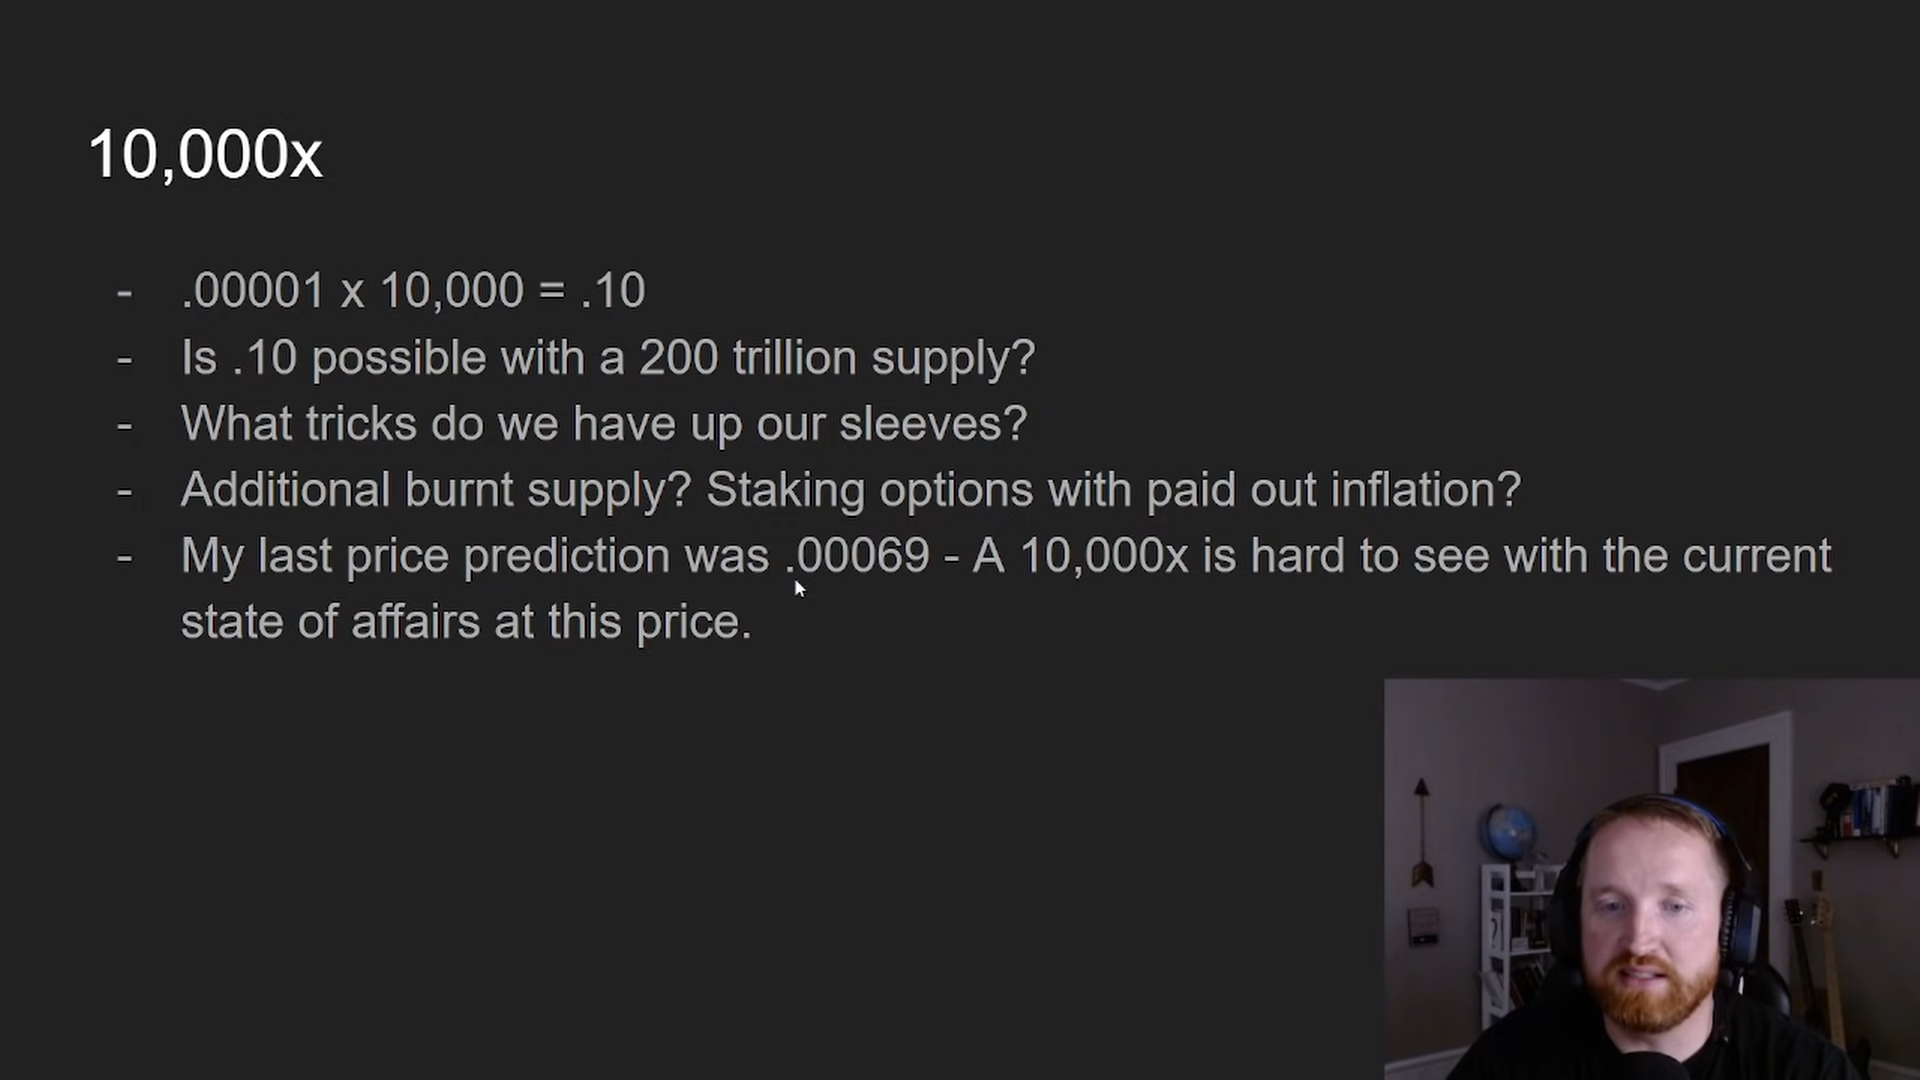 10,000x
- .00001 x 10,000 = .10
- Is .10 possible with a 200 trillion supply?
- What tricks do we have up our sleeves?
- Additional burnt supply? Staking options with paid out inflation?
- My last price prediction was .00069 - A 10,000x is hard to see with the current
state of affairs at this price.